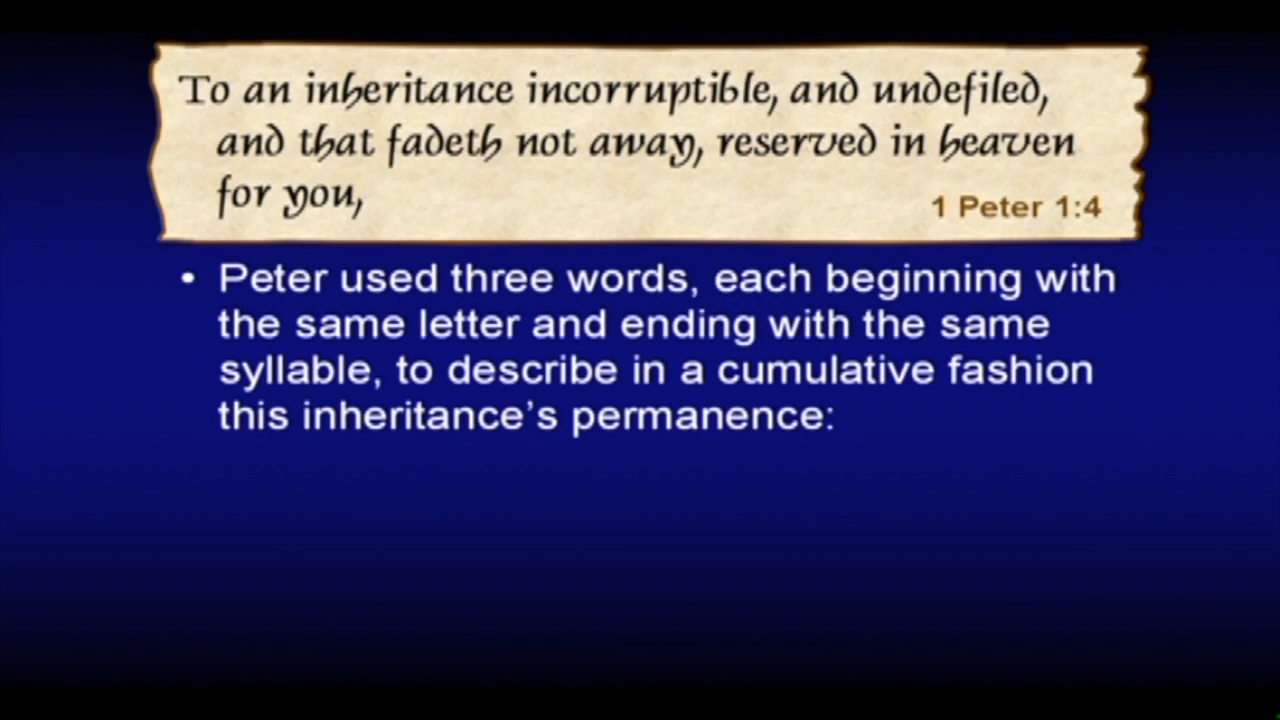 To an inheritance incorruptible, and undefiled,
and that fadeth not away, reserved in heaven
for you,
1 Peter 1:4
• Peter used three words, each beginning with
the same letter and ending with the same
syllable, to describe in a cumulative fashion
this inheritance’s permanence: